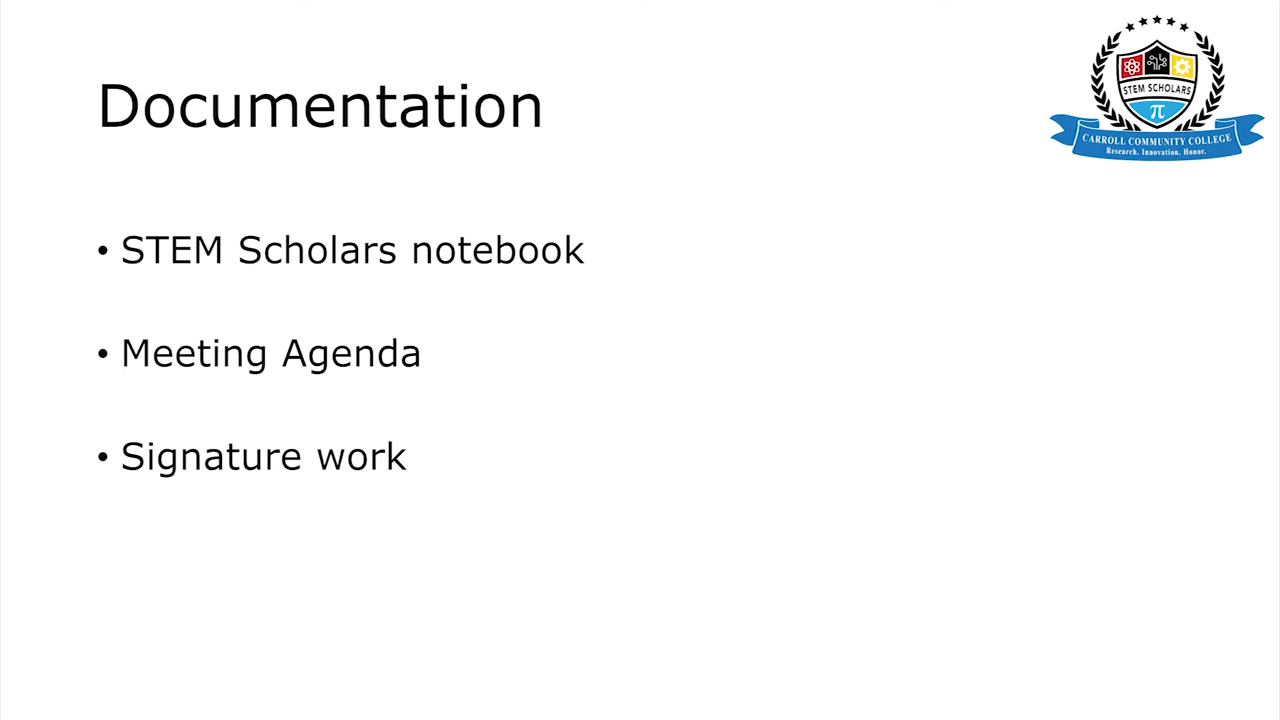 Documentation
STEM SCHOLARS
π
CARROLL COMMUNITY COLLEGE
Research. Innovation. Honor.
• STEM Scholars notebook
• Meeting Agenda
• Signature work